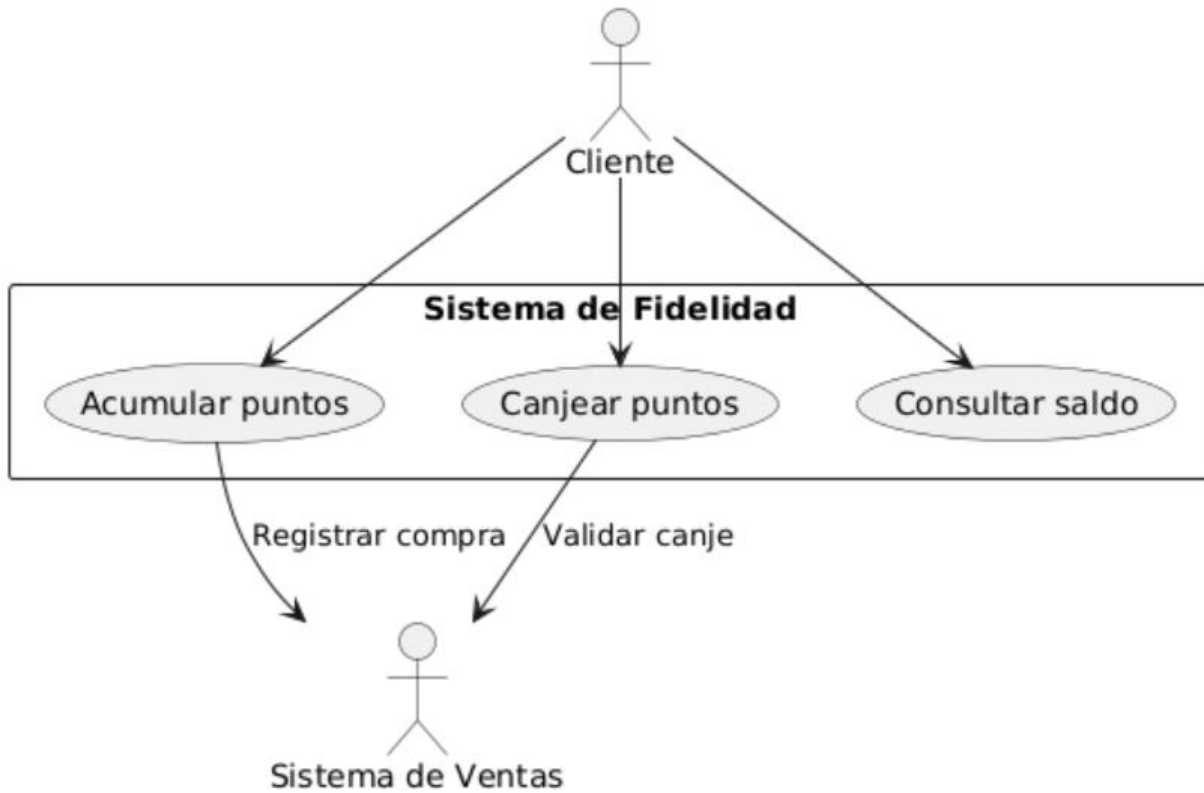 Cliente
Sistema de Fidelidad
Acumular puntos
Canjear puntos
Consultar saldo
Registrar compra
Validar canje
Sistema de Ventas